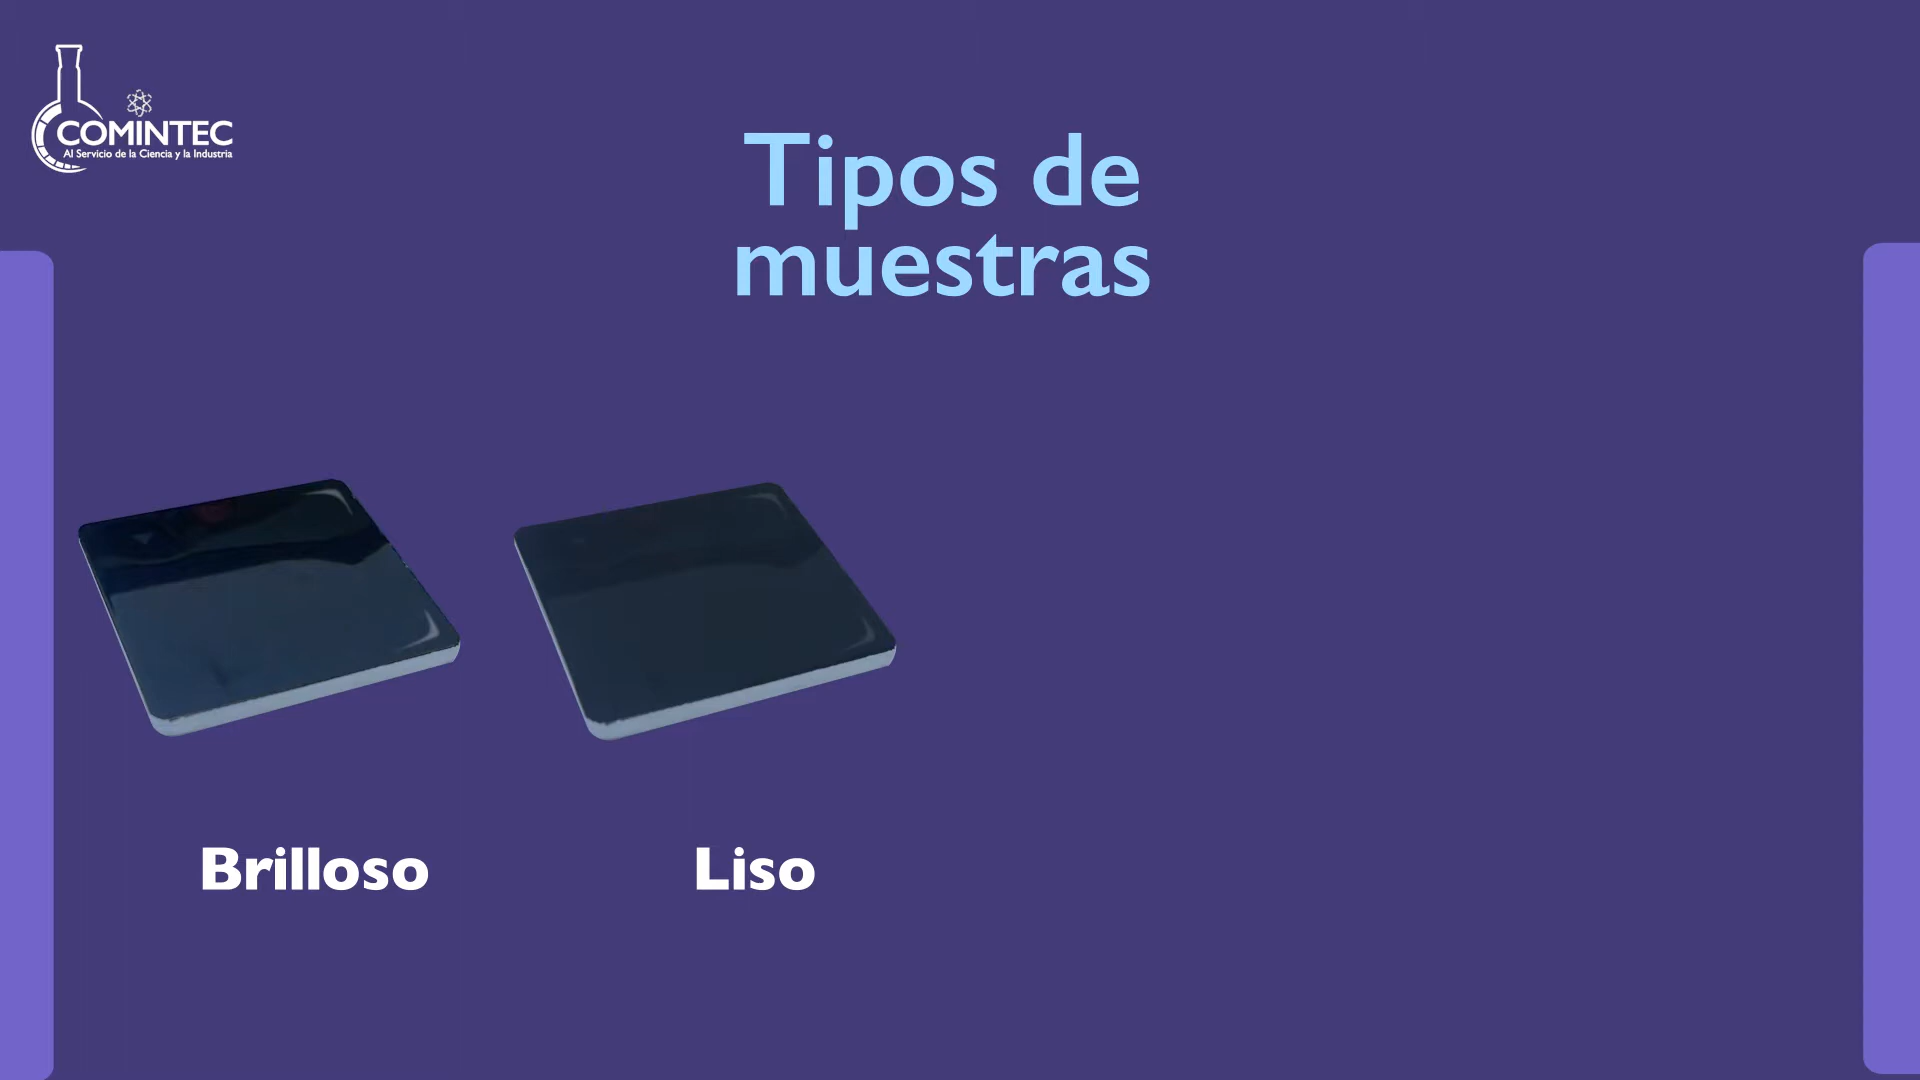 COMINTEC
Al Servicio de la Ciencia y la Industria
Tipos de
muestras
Brilloso
Liso